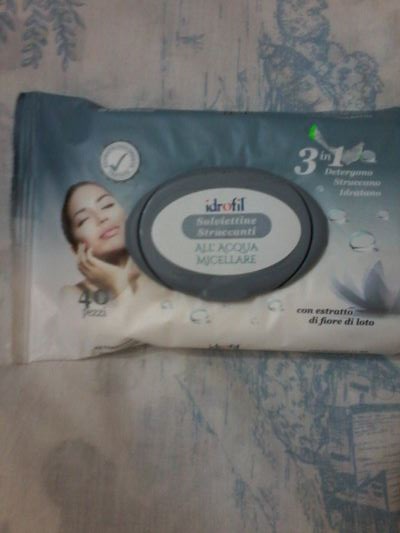 3 in 1
Detergono
Struccano
Idratano
idrofil
Salviettine
Struccanti
ALL'ACQUA
MICELLARE
40
pezzi
con estratto
di fiore di loto